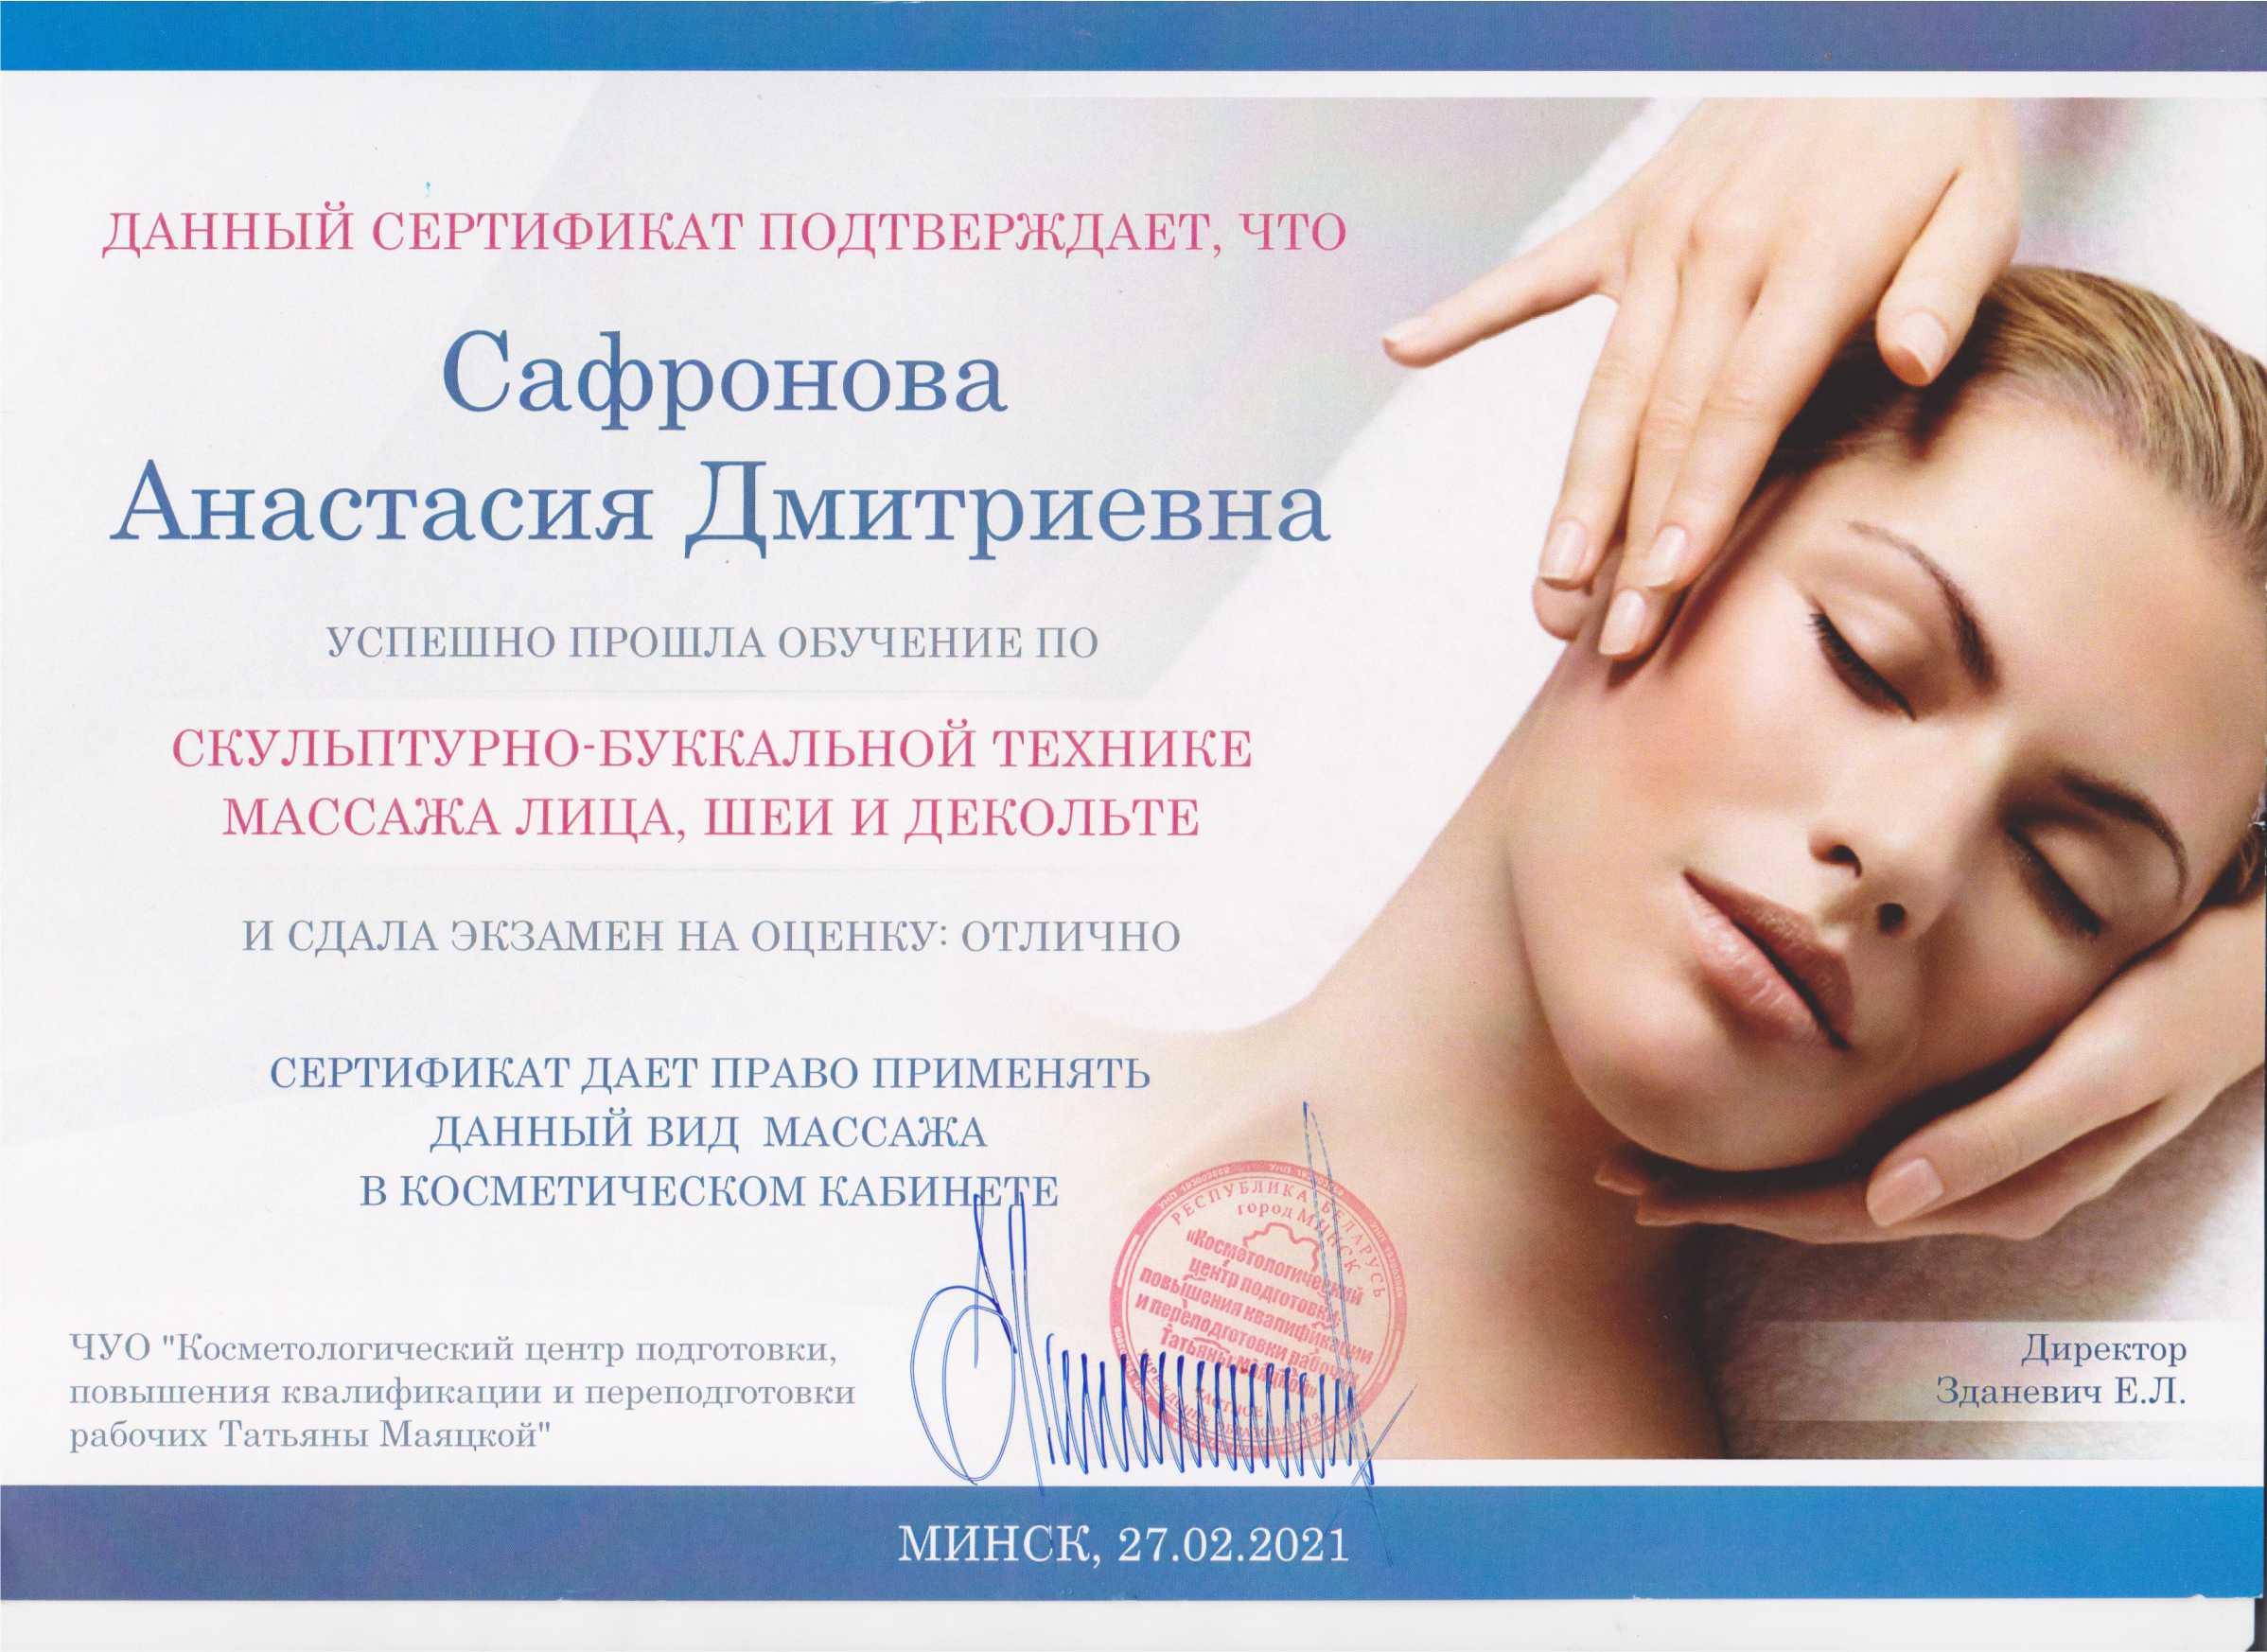 ДАННЫЙ СЕРТИФИКАТ ПОДТВЕРЖДАЕТ, ЧТО
Сафронова
Анастасия Дмитриевна
УСПЕШНО ПРОШЛА ОБУЧЕНИЕ ПО
СКУЛЬПТУРНО-БУККАЛЬНОЙ ТЕХНИКЕ
МАССАЖА ЛИЦА, ШЕИ И ДЕКОЛЬТЕ
И СДАЛА ЭКЗАМЕН НА ОЦЕНКУ: ОТЛИЧНО
СЕРТИФИКАТ ДАЕТ ПРАВО ПРИМЕНЯТЬ
ДАННЫЙ ВИД МАССАЖА
В КОСМЕТИЧЕСКОМ КАБИНЕТЕ
ЧУО "Косметологический центр подготовки,
повышения квалификации и переподготовки
рабочих Татьяны Маяцкой"
РЕСПУБЛИКА БЕЛАРУСЬ
город МИНСК
«Косметологический
центр подготовки,
повышения квалификации
и переподготовки рабочих
Татьяны Маяцкой»
Директор
Зданевич Е.Л.
МИНСК, 27.02.2021